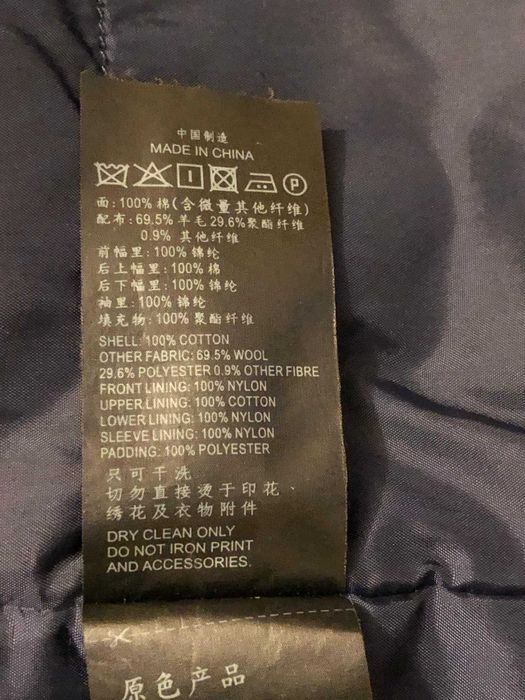 中国制造
MADE IN CHINA
P
面:100% 棉(含微量其他纤维)
配布:69.5% 羊毛 29.6%聚酯纤维
0.9% 其他纤维
前幅里:100% 锦纶
后上幅里:100% 棉
后下幅里:100% 锦纶
袖里:100% 锦纶
填充物:100% 聚酯纤维
SHELL:100% COTTON
OTHER FABRIC: 69.5% WOOL
29.6% POLYESTER 0.9% OTHER FIBRE
FRONT LINING: 100% NYLON
UPPER LINING: 100% COTTON
LOWER LINING: 100% NYLON
SLEEVE LINING: 100% NYLON
PADDING: 100% POLYESTER
只可干洗
切勿直接烫于印花、
绣花及衣物附件
DRY CLEAN ONLY
DO NOT IRON PRINT
AND ACCESSORIES.
原色产品